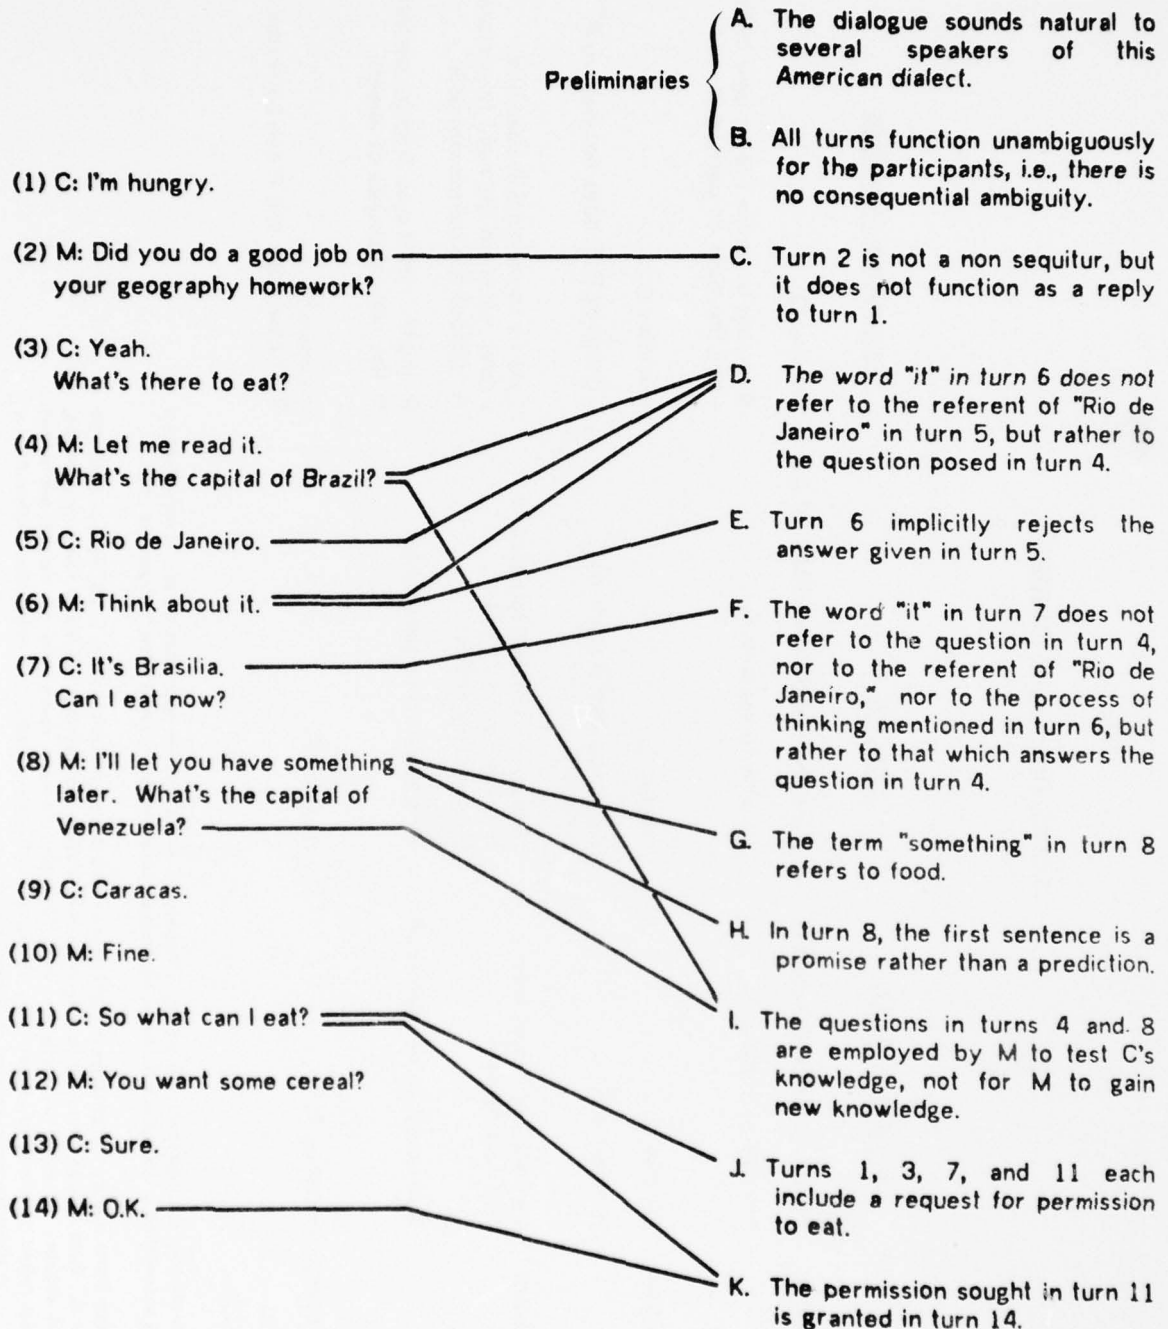 Preliminaries
A. The dialogue sounds natural to
several speakers of this
American dialect.
B. All turns function unambiguously
for the participants, i.e., there is
no consequential ambiguity.
(1) C: I'm hungry.
(2) M: Did you do a good job on
your geography homework?
(3) C: Yeah.
What's there to eat?
(4) M: Let me read it.
What's the capital of Brazil?
(5) C: Rio de Janeiro.
(6) M: Think about it.
(7) C: It's Brasilia.
Can I eat now?
(8) M: I'll let you have something
later. What's the capital of
Venezuela?
(9) C: Caracas.
(10) M: Fine.
(11) C: So what can I eat?
(12) M: You want some cereal?
(13) C: Sure.
(14) M: O.K.
C. Turn 2 is not a non sequitur, but
it does not function as a reply
to turn 1.
D. The word "it" in turn 6 does not
refer to the referent of "Rio de
Janeiro" in turn 5, but rather to
the question posed in turn 4.
E. Turn 6 implicitly rejects the
answer given in turn 5.
F. The word "it" in turn 7 does not
refer to the question in turn 4,
nor to the referent of "Rio de
Janeiro," nor to the process of
thinking mentioned in turn 6, but
rather to that which answers the
question in turn 4.
G. The term "something" in turn 8
refers to food.
H. In turn 8, the first sentence is a
promise rather than a prediction.
I. The questions in turns 4 and 8
are employed by M to test C's
knowledge, not for M to gain
new knowledge.
J. Turns 1, 3, 7, and 11 each
include a request for permission
to eat.
K. The permission sought in turn 11
is granted in turn 14.